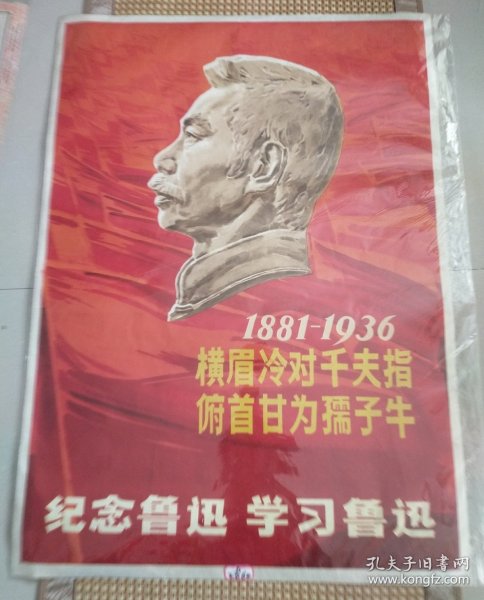 1881-1936
横眉冷对千夫指
俯首甘为孺子牛
纪念鲁迅 学习鲁迅
孔夫子旧书网
www.kongfz.com